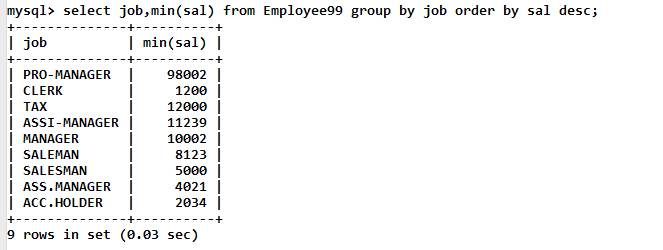 mysql> select job,min(sal) from Employee99 group by job order by sal desc;
+--------------+----------+
| job          | min(sal) |
+--------------+----------+
| PRO-MANAGER  |    98002 |
| CLERK        |     1200 |
| TAX          |    12000 |
| ASSI-MANAGER |    11239 |
| MANAGER      |    10002 |
| SALEMAN      |     8123 |
| SALESMAN     |     5000 |
| ASS.MANAGER  |     4021 |
| ACC.HOLDER   |     2034 |
+--------------+----------+
9 rows in set (0.03 sec)